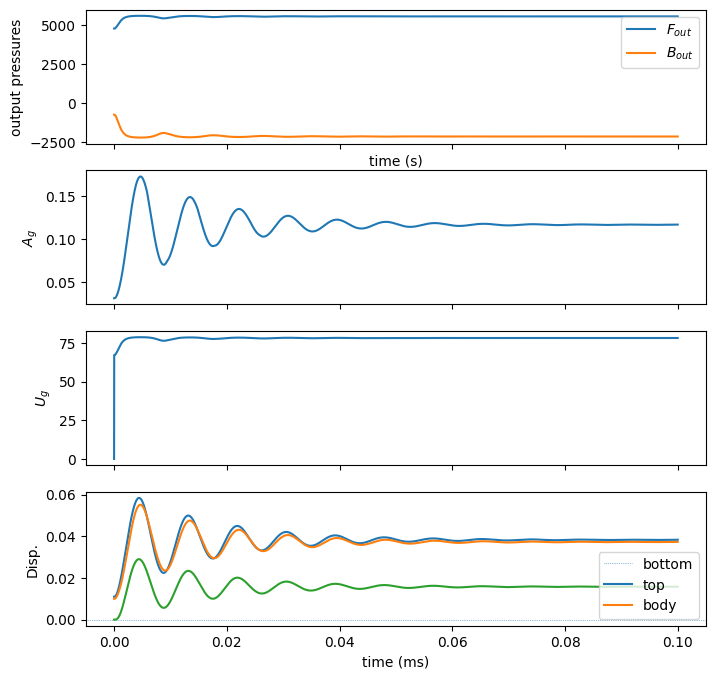 output pressures
5000
2500
0
−2500
F_out
B_out
time (s)
A_g
0.15
0.10
0.05
U_g
75
50
25
0
Disp.
0.06
0.04
0.02
0.00
bottom
top
body
0.00 0.02 0.04 0.06 0.08 0.10
time (ms)